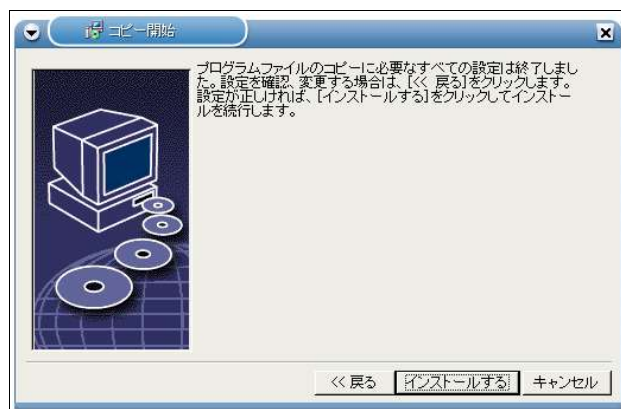 コピー開始
プログラムファイルのコピーに必要なすべての設定は終了しまし
た。設定を確認、変更する場合は、[<< 戻る]をクリックします。
設定が正しければ、[インストールする]をクリックしてインストー
ルを続行します。
<< 戻る
インストールする
キャンセル